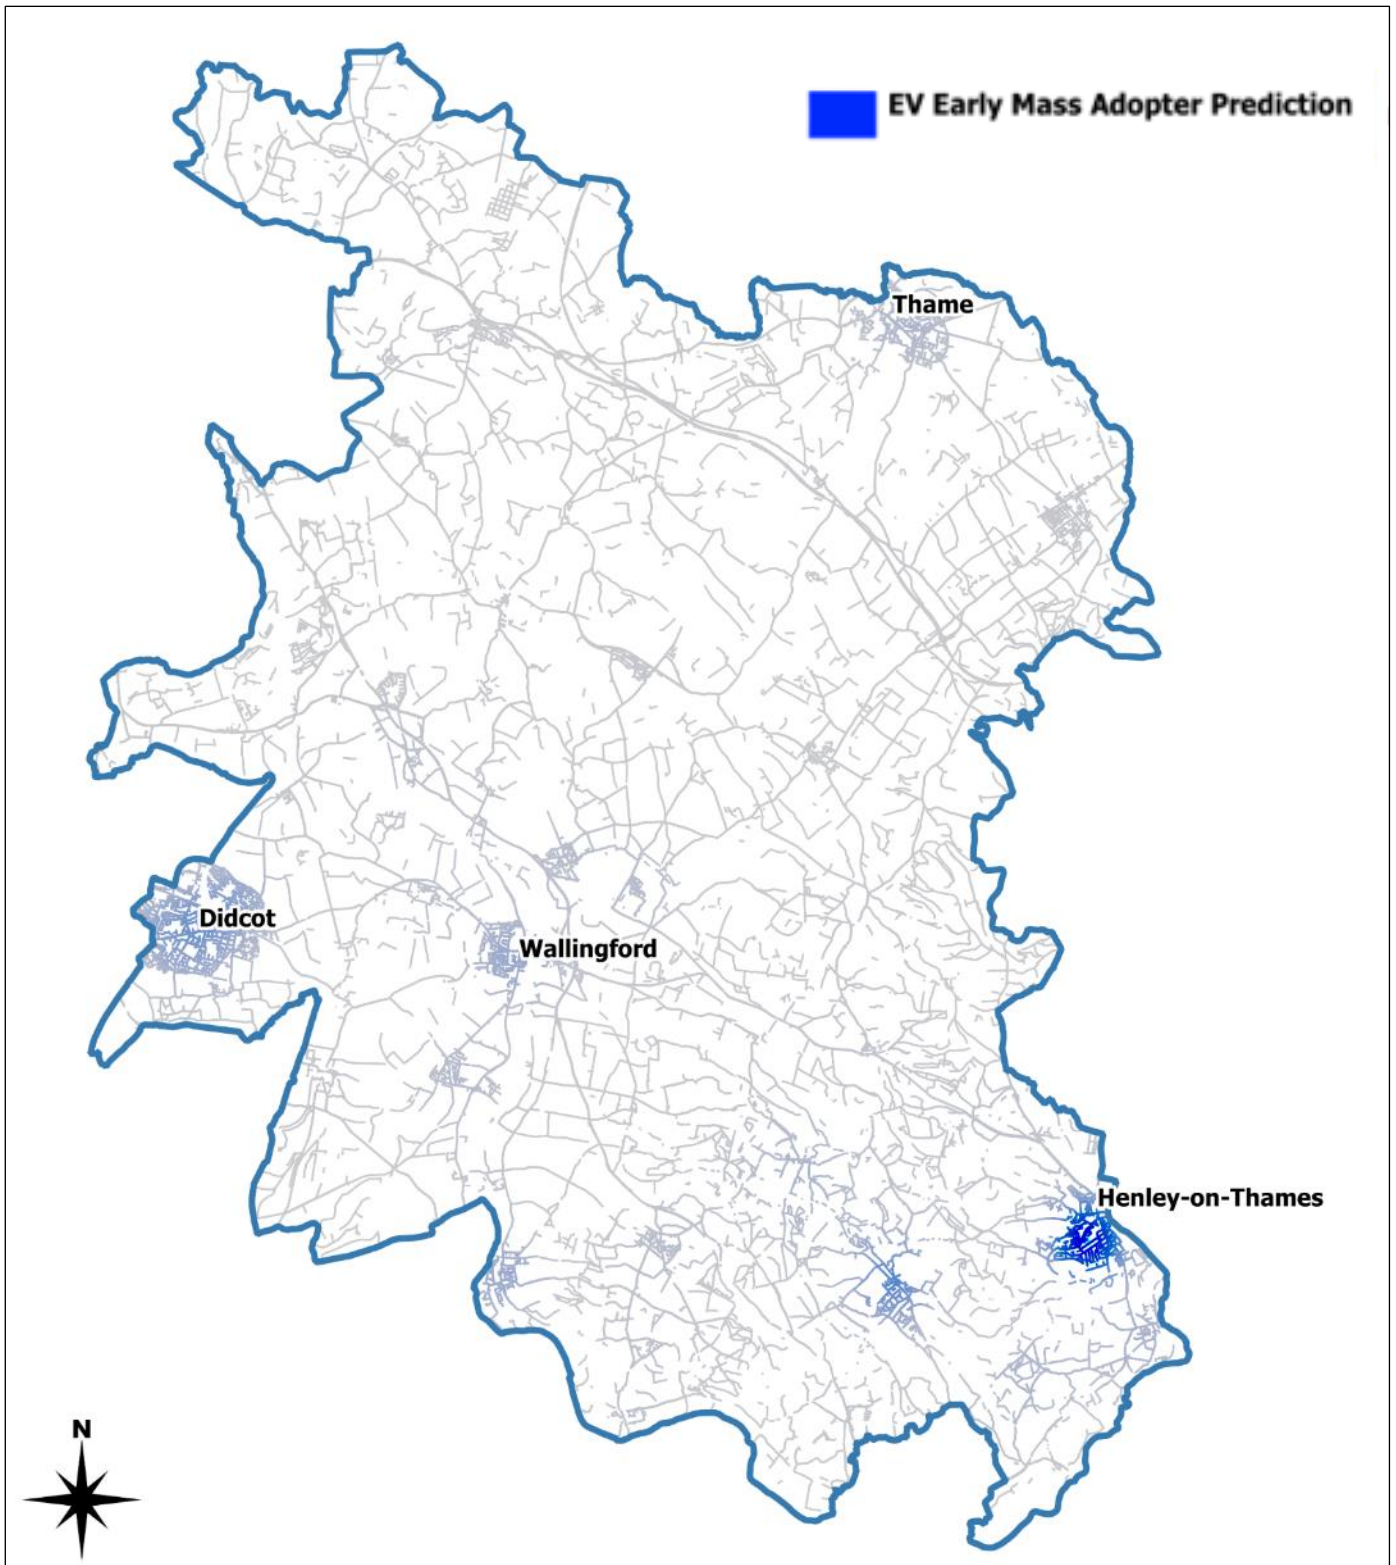 EV Early Mass Adopter Prediction
Thame
Didcot
Wallingford
Henley-on-Thames
N